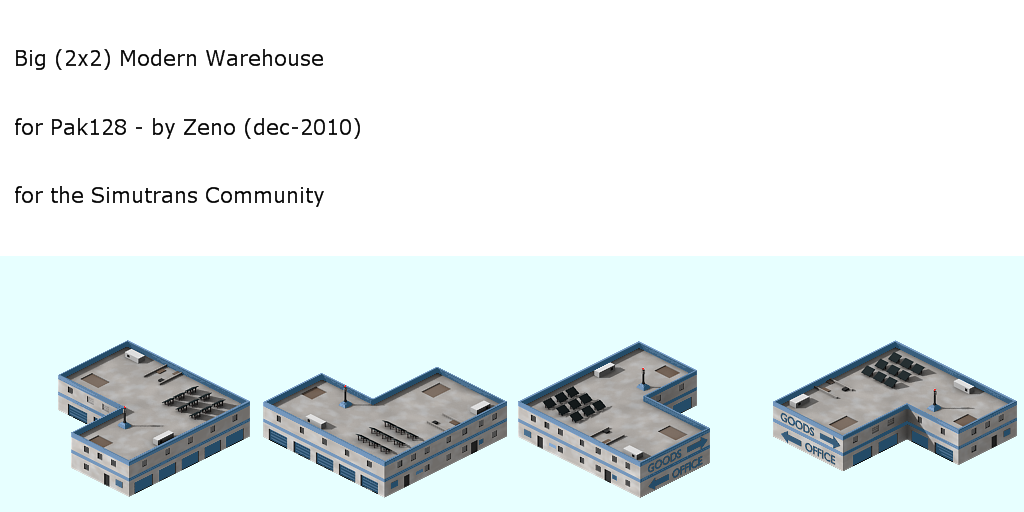 Big (2x2) Modern Warehouse
for Pak128 - by Zeno (dec-2010)
for the Simutrans Community
GOODS
OFFICE
GOODS
OFFICE